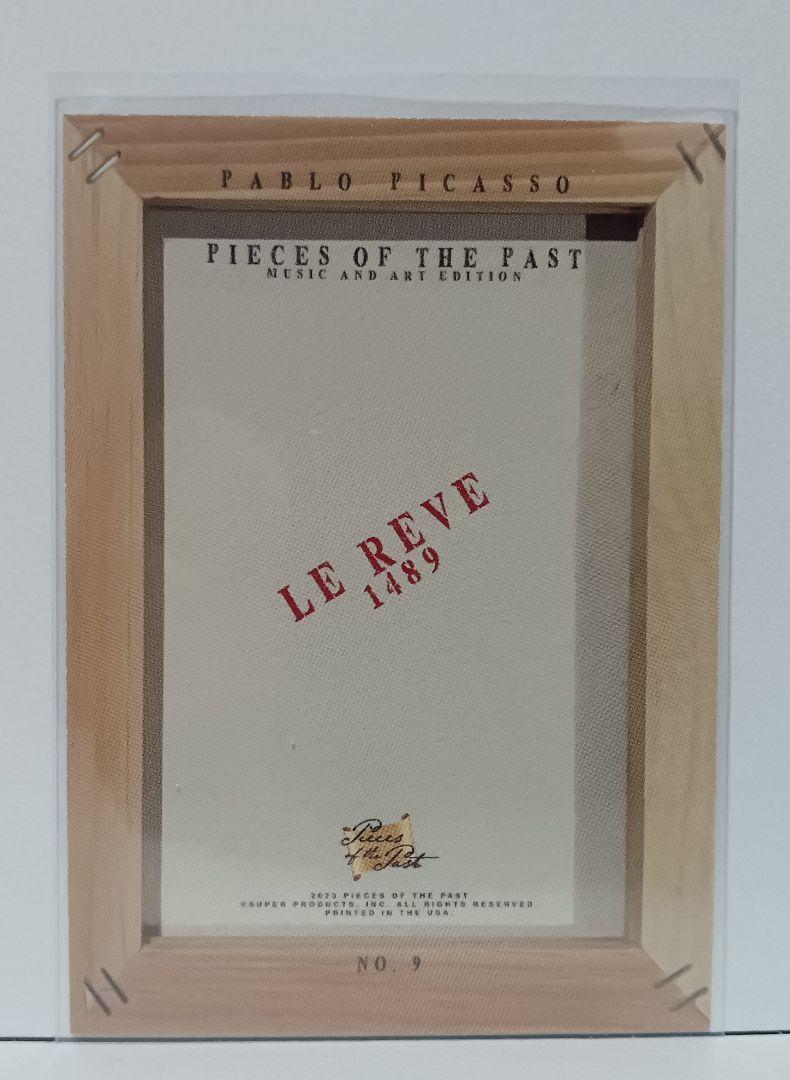 PABLO PICASSO
PIECES OF THE PAST
MUSIC AND ART EDITION
LE REVE
1489
Pieces
of the Past
2023 PIECES OF THE PAST
©SUPER PRODUCTS, INC. ALL RIGHTS RESERVED
PRINTED IN THE USA.
NO. 9